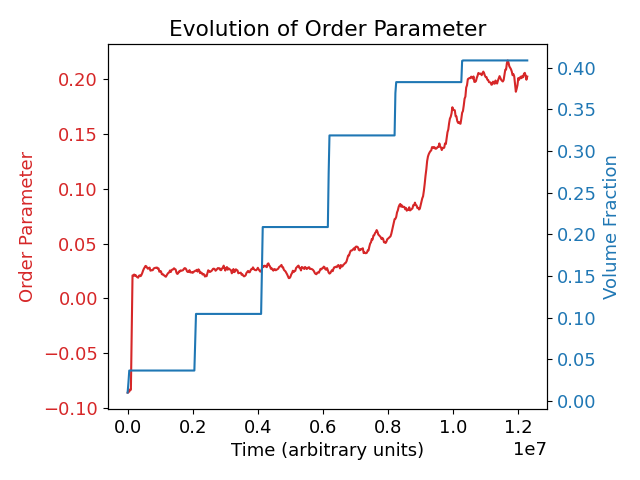 Evolution of Order Parameter
Order Parameter
0.20
0.15
0.10
0.05
0.00
−0.05
−0.10
0.40
0.35
0.30
0.25
0.20
0.15
0.10
0.05
0.00
Volume Fraction
0.0 0.2 0.4 0.6 0.8 1.0 1.2
1e7
Time (arbitrary units)